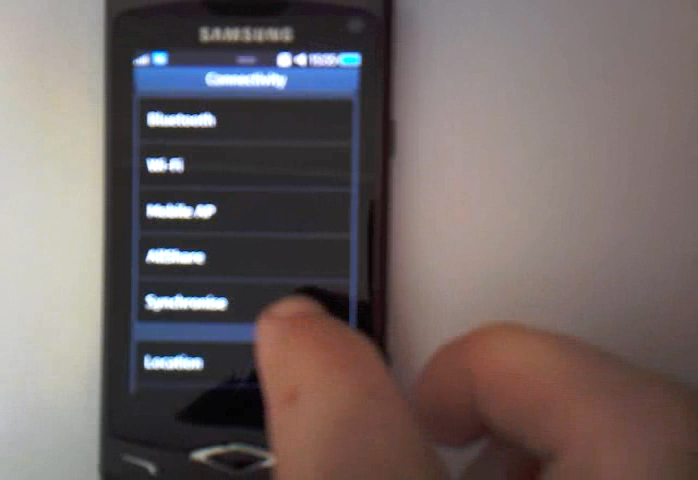 SAMSUNG
Connectivity
Bluetooth
Wi-Fi
Mobile AP
AllShare
Synchronise
Location